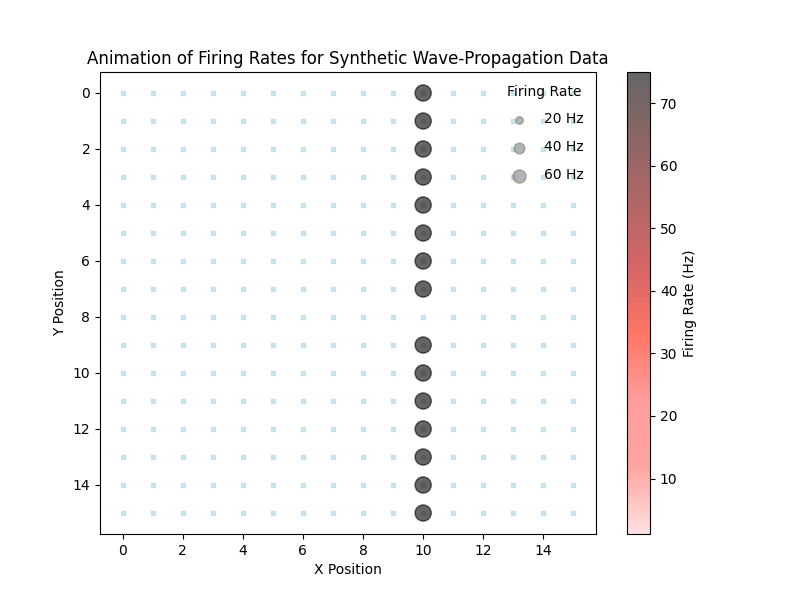 Animation of Firing Rates for Synthetic Wave-Propagation Data
Firing Rate
20 Hz
40 Hz
60 Hz
0
2
4
6
8
10
12
14
Y Position
0 2 4 6 8 10 12 14
X Position
70
60
50
40
30
20
10
Firing Rate (Hz)